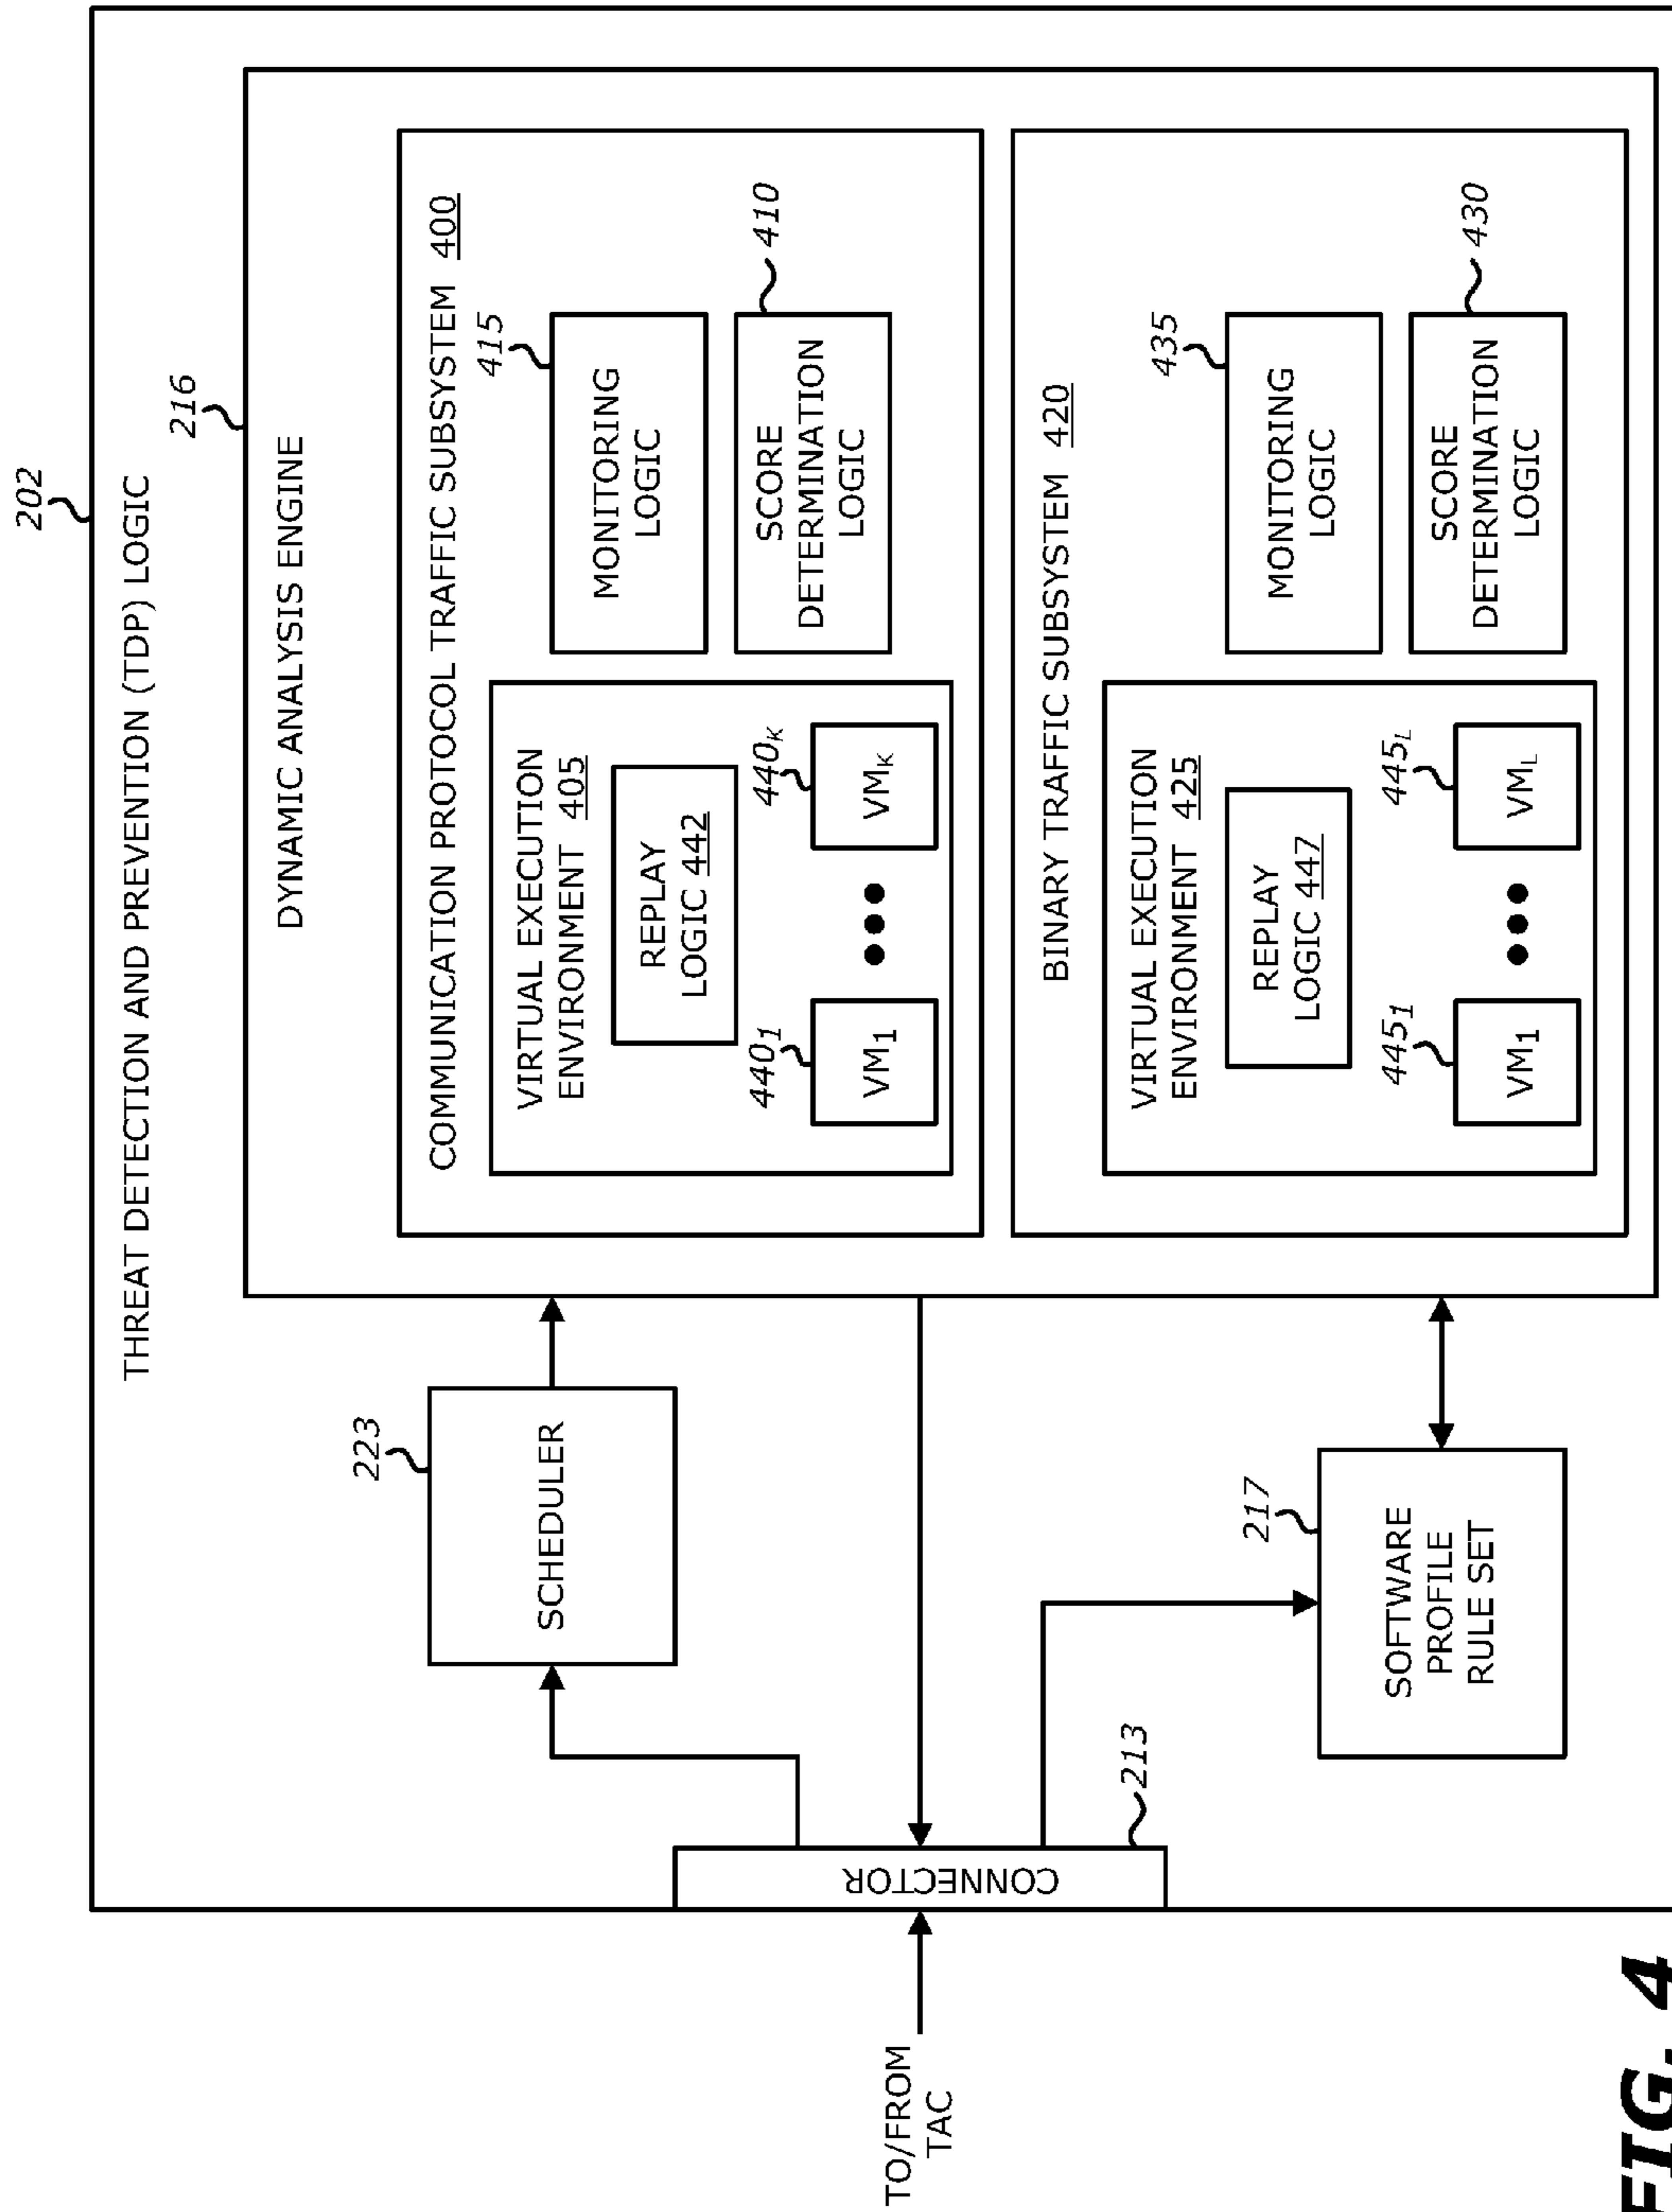 202
THREAT DETECTION AND PREVENTION (TDP) LOGIC
216
DYNAMIC ANALYSIS ENGINE
COMMUNICATION PROTOCOL TRAFFIC SUBSYSTEM 400
VIRTUAL EXECUTION
ENVIRONMENT 405
REPLAY
LOGIC 442
440₁
VM₁
440K
VMK
415
MONITORING
LOGIC
SCORE
DETERMINATION
LOGIC
410
BINARY TRAFFIC SUBSYSTEM 420
VIRTUAL EXECUTION
ENVIRONMENT 425
REPLAY
LOGIC 447
445₁
VM₁
445L
VML
435
MONITORING
LOGIC
SCORE
DETERMINATION
LOGIC
430
223
SCHEDULER
TO/FROM
TAC
CONNECTOR
213
217
SOFTWARE
PROFILE
RULE SET
FIG. 4